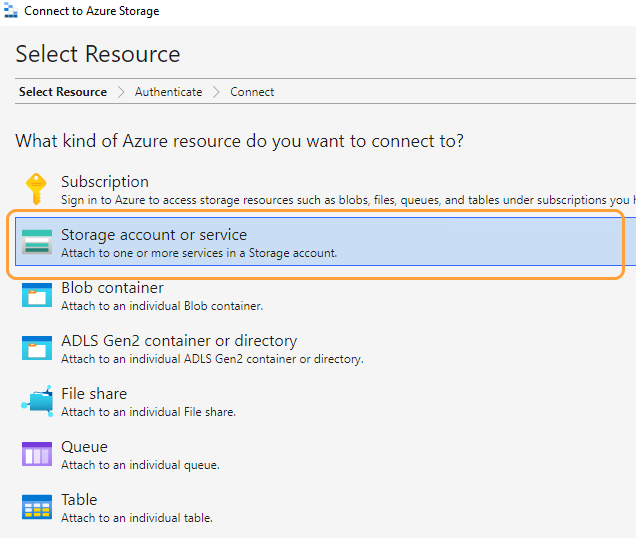 Connect to Azure Storage
Select Resource
Select Resource Authenticate Connect
What kind of Azure resource do you want to connect to?
Subscription
Sign in to Azure to access storage resources such as blobs, files, queues, and tables under subscriptions you
Storage account or service
Attach to one or more services in a Storage account.
Blob container
Attach to an individual Blob container.
ADLS Gen2 container or directory
Attach to an individual ADLS Gen2 container or directory.
File share
Attach to an individual File share.
Queue
Attach to an individual queue.
Table
Attach to an individual table.